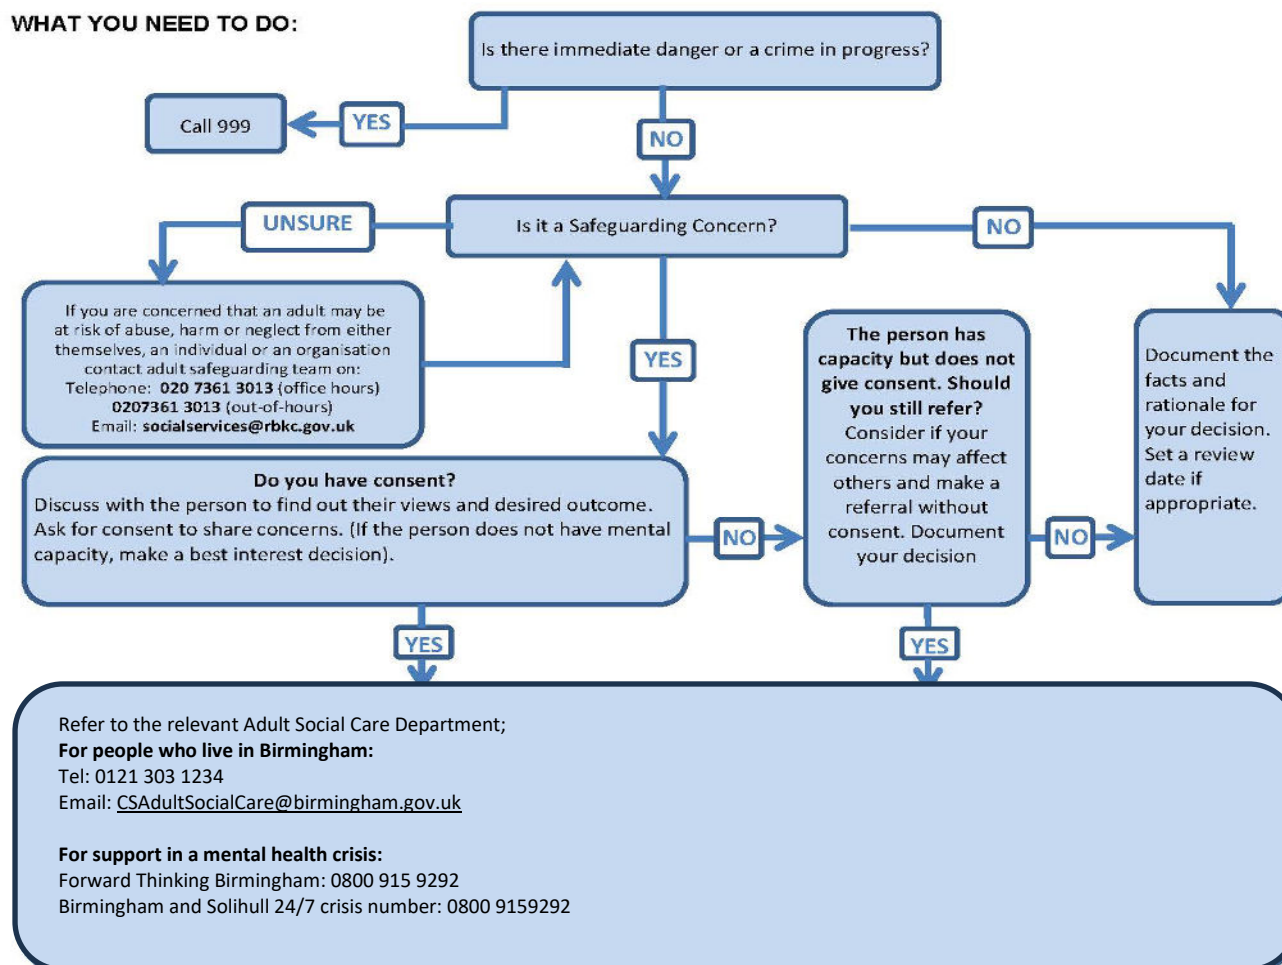 WHAT YOU NEED TO DO:
Is there immediate danger or a crime in progress?
Call 999
YES
NO
UNSURE
Is it a Safeguarding Concern?
NO
If you are concerned that an adult may be
at risk of abuse, harm or neglect from either
themselves, an individual or an organisation
contact adult safeguarding team on:
Telephone: 020 7361 3013 (office hours)
0207361 3013 (out-of-hours)
Email: socialservices@rbkc.gov.uk
YES
The person has
capacity but does not
give consent. Should
you still refer?
Consider if your
concerns may affect
others and make a
referral without
consent. Document
your decision
Document the
facts and
rationale for
your decision.
Set a review
date if
appropriate.
Do you have consent?
Discuss with the person to find out their views and desired outcome.
Ask for consent to share concerns. (If the person does not have mental
capacity, make a best interest decision).
NO
NO
YES
YES
Refer to the relevant Adult Social Care Department;
For people who live in Birmingham:
Tel: 0121 303 1234
Email: CSAdultSocialCare@birmingham.gov.uk
For support in a mental health crisis:
Forward Thinking Birmingham: 0800 915 9292
Birmingham and Solihull 24/7 crisis number: 0800 9159292